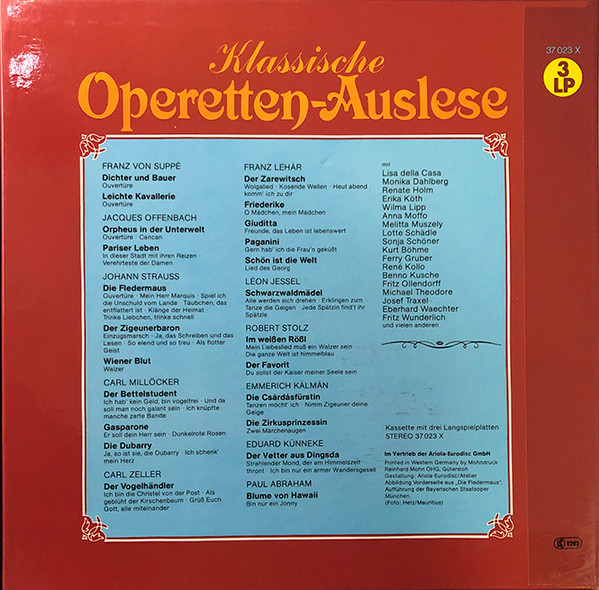 37 023 X
3
LP
Klassische
Operetten-Auslese
FRANZ VON SUPPÉ
Dichter und Bauer
Ouvertüre
Leichte Kavallerie
Ouvertüre
JACQUES OFFENBACH
Orpheus in der Unterwelt
Ouvertüre · Cancan
Pariser Leben
In dieser Stadt mit ihren Reizen ·
Verehrteste der Damen
JOHANN STRAUSS
Die Fledermaus
Ouvertüre · Mein Herr Marquis · Spiel ich
die Unschuld vom Lande · Täubchen, das
entflattert ist · Klänge der Heimat ·
Trinke Liebchen, trinke schnell
Der Zigeunerbaron
Einzugsmarsch · Ja, das Schreiben und das
Lesen · So elend und so treu · Als flotter
Geist
Wiener Blut
Walzer
CARL MILLÖCKER
Der Bettelstudent
Ich hab' kein Geld, bin vogelfrei · Und da
soll man noch galant sein · Ich knüpfte
manche zarte Bande
Gasparone
Er soll dein Herr sein · Dunkelrote Rosen
Die Dubarry
Ja, so ist sie, die Dubarry · Ich schenk'
mein Herz
CARL ZELLER
Der Vogelhändler
Ich bin die Christel von der Post · Als
geblüht der Kirschenbaum · Grüß Euch
Gott, alle miteinander
FRANZ LEHÁR
Der Zarewitsch
Wolgalied · Kosende Wellen · Heut abend
komm' ich zu dir
Friederike
O Mädchen, mein Mädchen
Giuditta
Freunde, das Leben ist lebenswert
Paganini
Gern hab' ich die Frau'n geküßt
Schön ist die Welt
Lied des Georg
LÉON JESSEL
Schwarzwaldmädel
Alle werden sich drehen · Erklingen zum
Tanze die Geigen · Jede Spätzin find't ihr
Spätzle
ROBERT STOLZ
Im weißen Rößl
Mein Liebeslied muß ein Walzer sein ·
Die ganze Welt ist himmelblau
Der Favorit
Du sollst der Kaiser meiner Seele sein
EMMERICH KÁLMÁN
Die Csárdásfürstin
Tanzen möcht' ich · Nimm Zigeuner deine
Geige
Die Zirkusprinzessin
Zwei Märchenaugen
EDUARD KÜNNEKE
Der Vetter aus Dingsda
Strahlender Mond, der am Himmelszelt
thront · Ich bin nur ein armer Wandersgesell
PAUL ABRAHAM
Blume von Hawaii
Bin nur ein Jonny
mit
Lisa della Casa
Monika Dahlberg
Renate Holm
Erika Köth
Wilma Lipp
Anna Moffo
Melitta Muszely
Lotte Schädle
Sonja Schöner
Kurt Böhme
Ferry Gruber
René Kollo
Benno Kusche
Fritz Ollendorff
Michael Theodore
Josef Traxel
Eberhard Waechter
Fritz Wunderlich
und vielen anderen
Kassette mit drei Langspielplatten
STEREO 37 023 X
Im Vertrieb der Ariola-Eurodisc GmbH
Printed in Western Germany by Mohndruck
Reinhard Mohn OHG, Gütersloh
Gestaltung: Ariola-Eurodisc/Atelier
Abbildung Vorderseite aus „Die Fledermaus".
Aufführung der Bayerischen Staatsoper
München.
(Foto: Hetz/Mauritius)